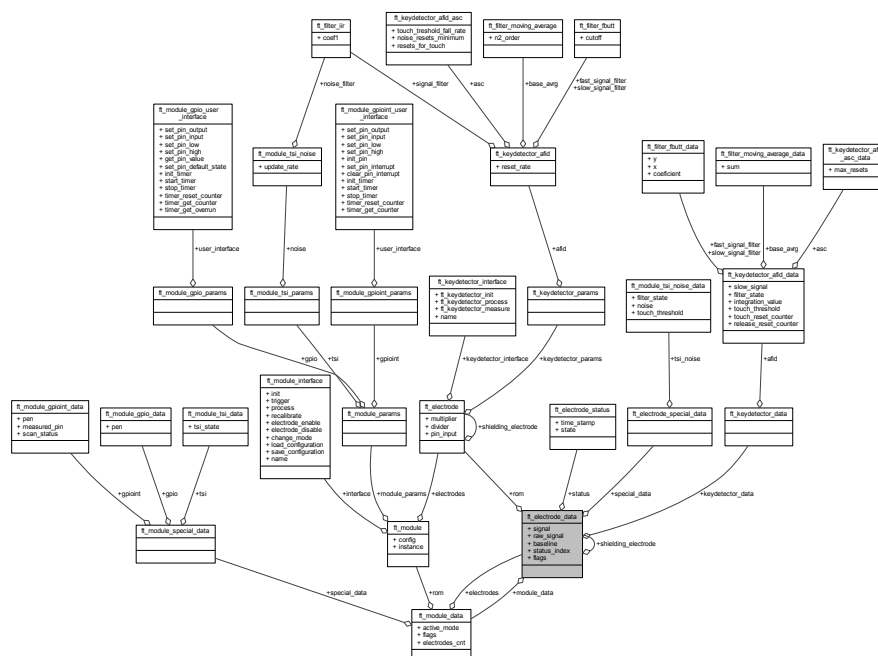 ft_filter_iir
+ coef1
ft_keydetector_afid_asc
+ touch_treshold_fall_rate
+ noise_resets_minimum
+ resets_for_touch
ft_filter_moving_average
+ n2_order
ft_filter_fbutt
+ cutoff
+noise_filter
+signal_filter
+asc
+base_avrg
+fast_signal_filter
+slow_signal_filter
ft_module_gpio_user
_interface
+ set_pin_output
+ set_pin_input
+ set_pin_low
+ set_pin_high
+ get_pin_value
+ set_pin_default_state
+ init_timer
+ start_timer
+ stop_timer
+ timer_reset_counter
+ timer_get_counter
+ timer_get_overrun
ft_module_tsi_noise
+ update_rate
ft_module_gpioint_user
_interface
+ set_pin_output
+ set_pin_input
+ set_pin_low
+ set_pin_high
+ init_pin
+ set_pin_interrupt
+ clear_pin_interrupt
+ init_timer
+ start_timer
+ stop_timer
+ timer_reset_counter
+ timer_get_counter
ft_keydetector_afid
+ reset_rate
ft_filter_fbutt_data
+ y
+ x
+ coeficient
ft_filter_moving_average_data
+ sum
ft_keydetector_afid
_asc_data
+ max_resets
+user_interface
+noise
+user_interface
+afid
+fast_signal_filter
+slow_signal_filter
+base_avrg
+asc
ft_module_gpio_params
ft_module_tsi_params
ft_module_gpioint_params
ft_keydetector_interface
+ ft_keydetector_init
+ ft_keydetector_process
+ ft_keydetector_measure
+ name
ft_keydetector_params
ft_module_tsi_noise_data
+ filter_state
+ noise
+ touch_threshold
ft_keydetector_afid_data
+ slow_signal
+ filter_state
+ integration_value
+ touch_threshold
+ touch_reset_counter
+ release_reset_counter
+gpio
+tsi
+gpioint
+keydetector_interface
+keydetector_params
+tsi_noise
+afid
ft_module_gpioint_data
+ pen
+ measured_pin
+ scan_status
ft_module_gpio_data
+ pen
ft_module_tsi_data
+ tsi_state
ft_module_interface
+ init
+ trigger
+ process
+ recalibrate
+ electrode_enable
+ electrode_disable
+ change_mode
+ load_configuration
+ save_configuration
+ name
ft_module_params
ft_electrode
+ multiplier
+ divider
+ pin_input
+shielding_electrode
ft_electrode_status
+ time_stamp
+ state
ft_electrode_special_data
ft_keydetector_data
+gpioint
+gpio
+tsi
+interface
+module_params
+electrodes
+rom
+status
+special_data
+keydetector_data
ft_module_special_data
ft_module
+ config
+ instance
ft_electrode_data
+ signal
+ raw_signal
+ baseline
+ status_index
+ flags
+shielding_electrode
+special_data
+rom
+electrodes
+module_data
ft_module_data
+ active_mode
+ flags
+ electrodes_cnt